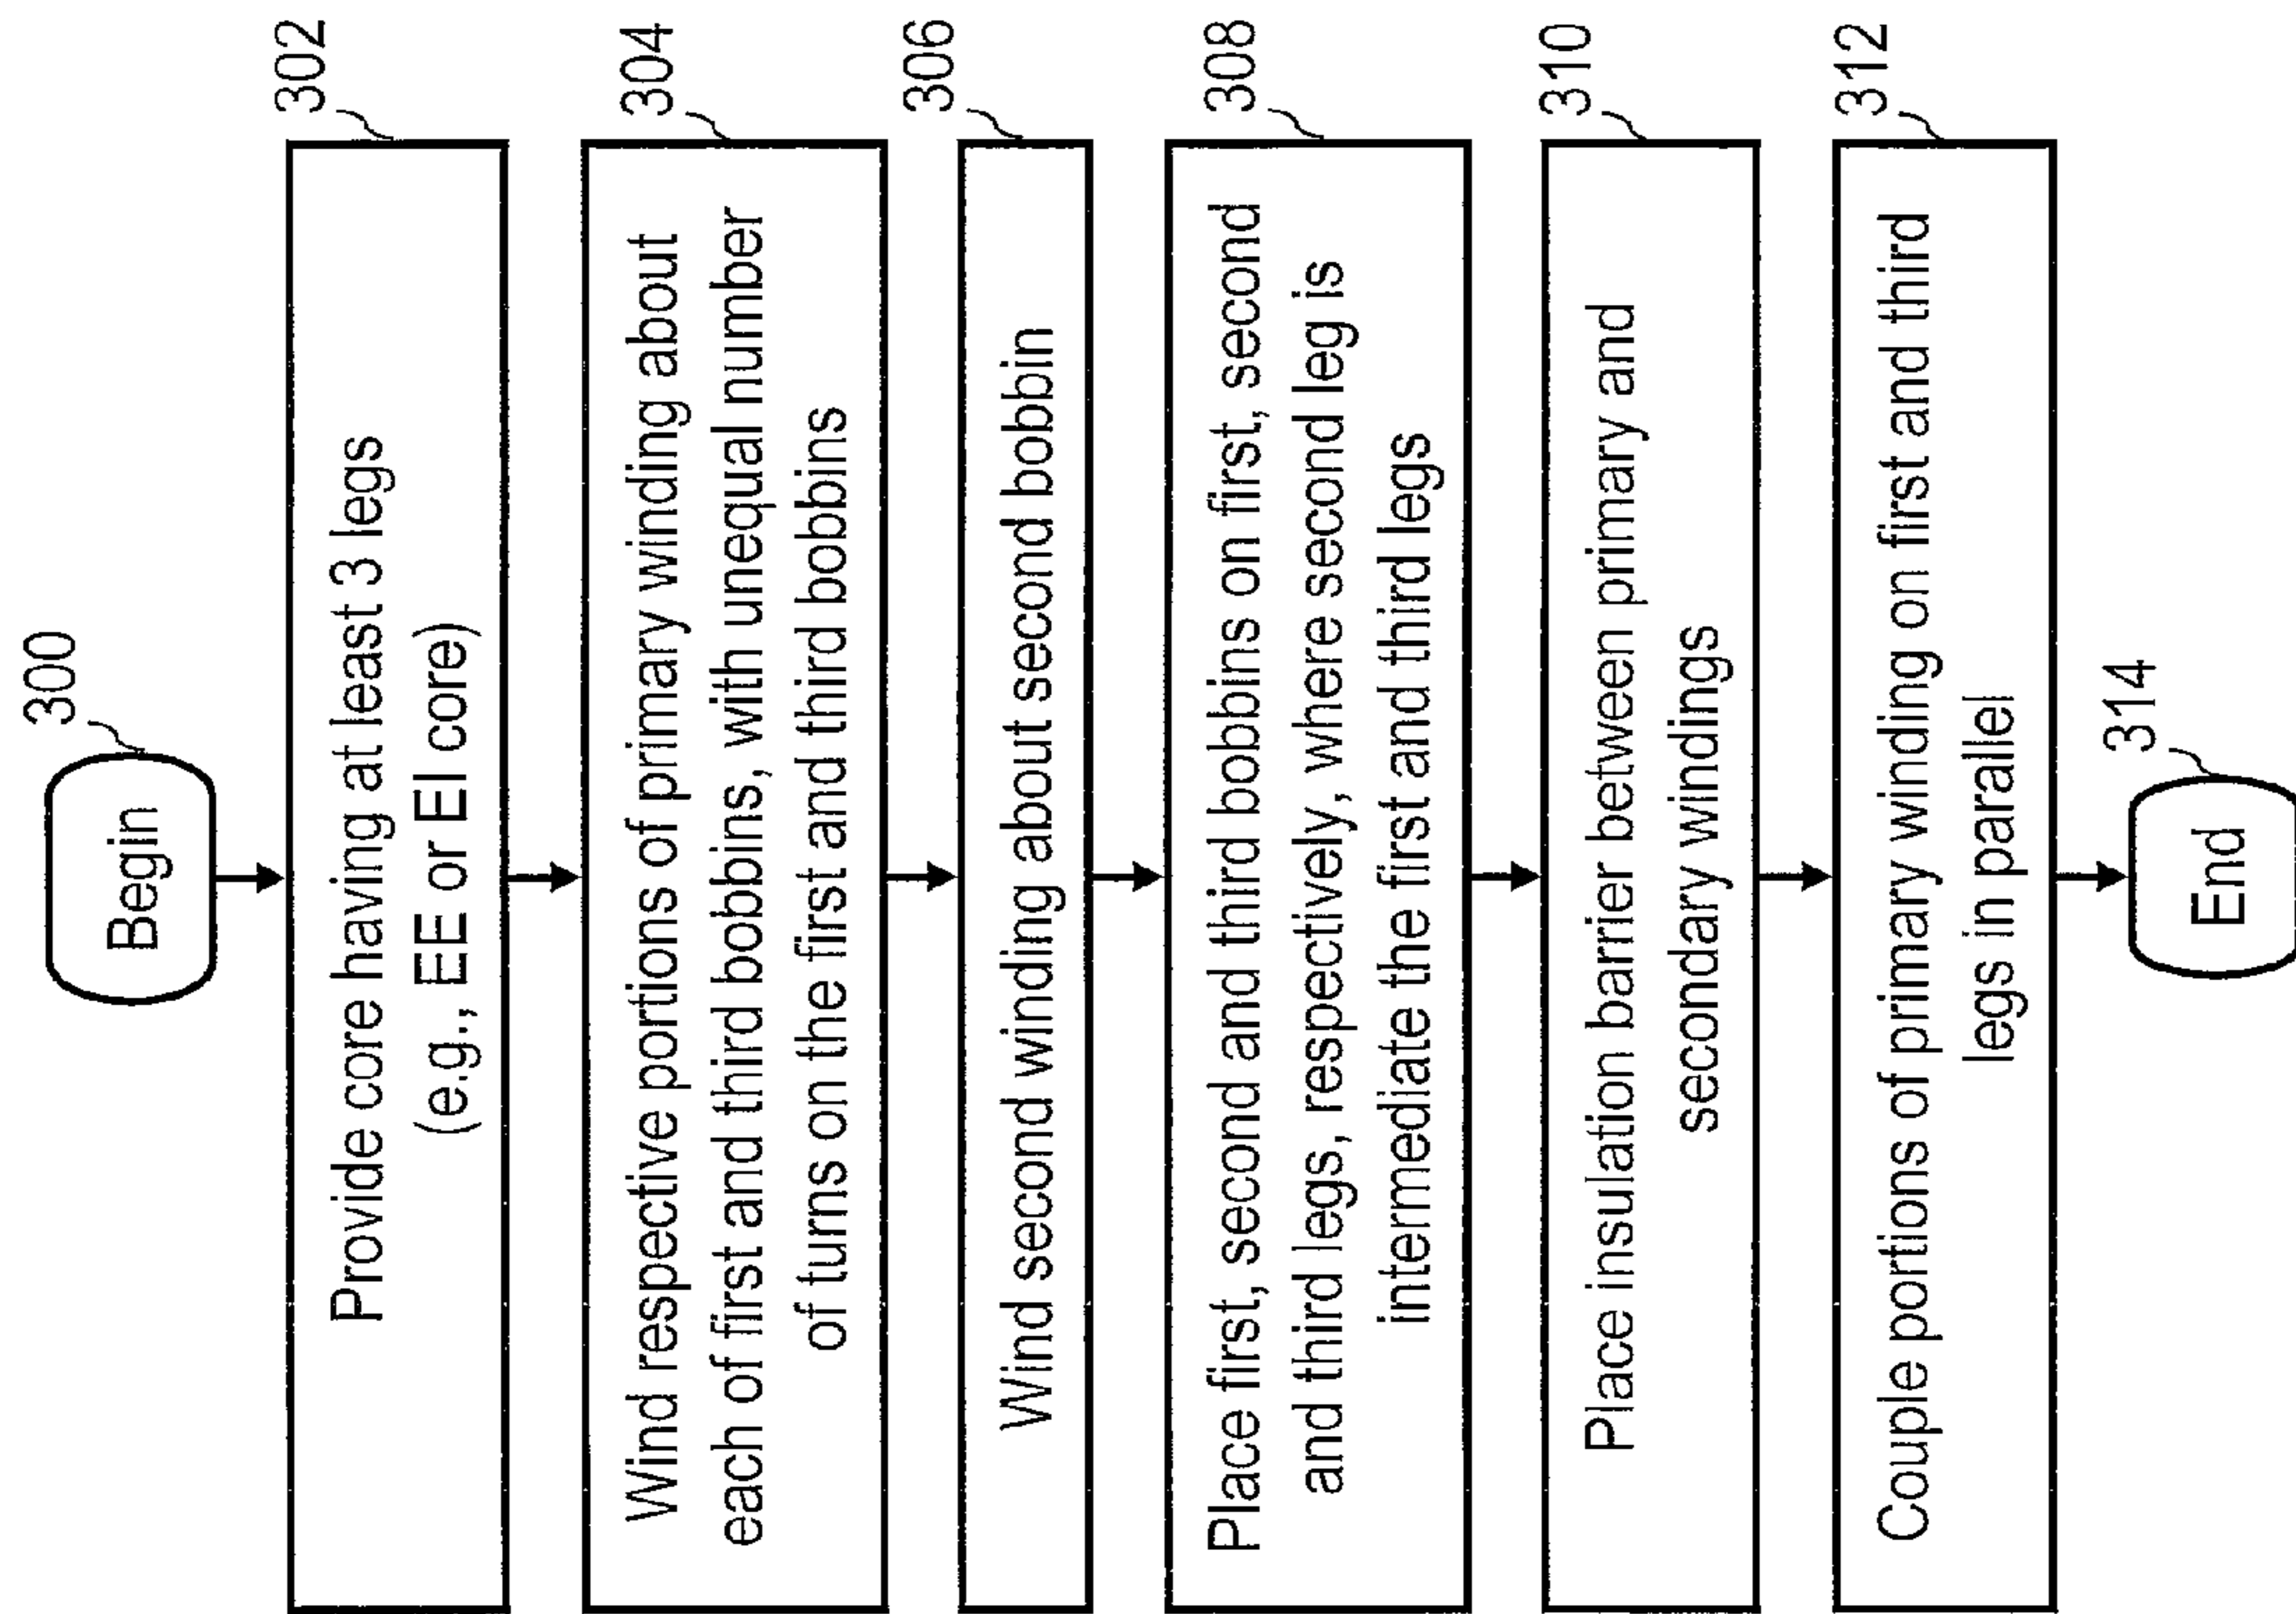 300
Begin
302
Provide core having at least 3 legs
(e.g., EE or EI core)
304
Wind respective portions of primary winding about
each of first and third bobbins, with unequal number
of turns on the first and third bobbins
306
Wind second winding about second bobbin
308
Place first, second and third bobbins on first, second
and third legs, respectively, where second leg is
intermediate the first and third legs
310
Place insulation barrier between primary and
secondary windings
312
Couple portions of primary winding on first and third
legs in parallel
314
End